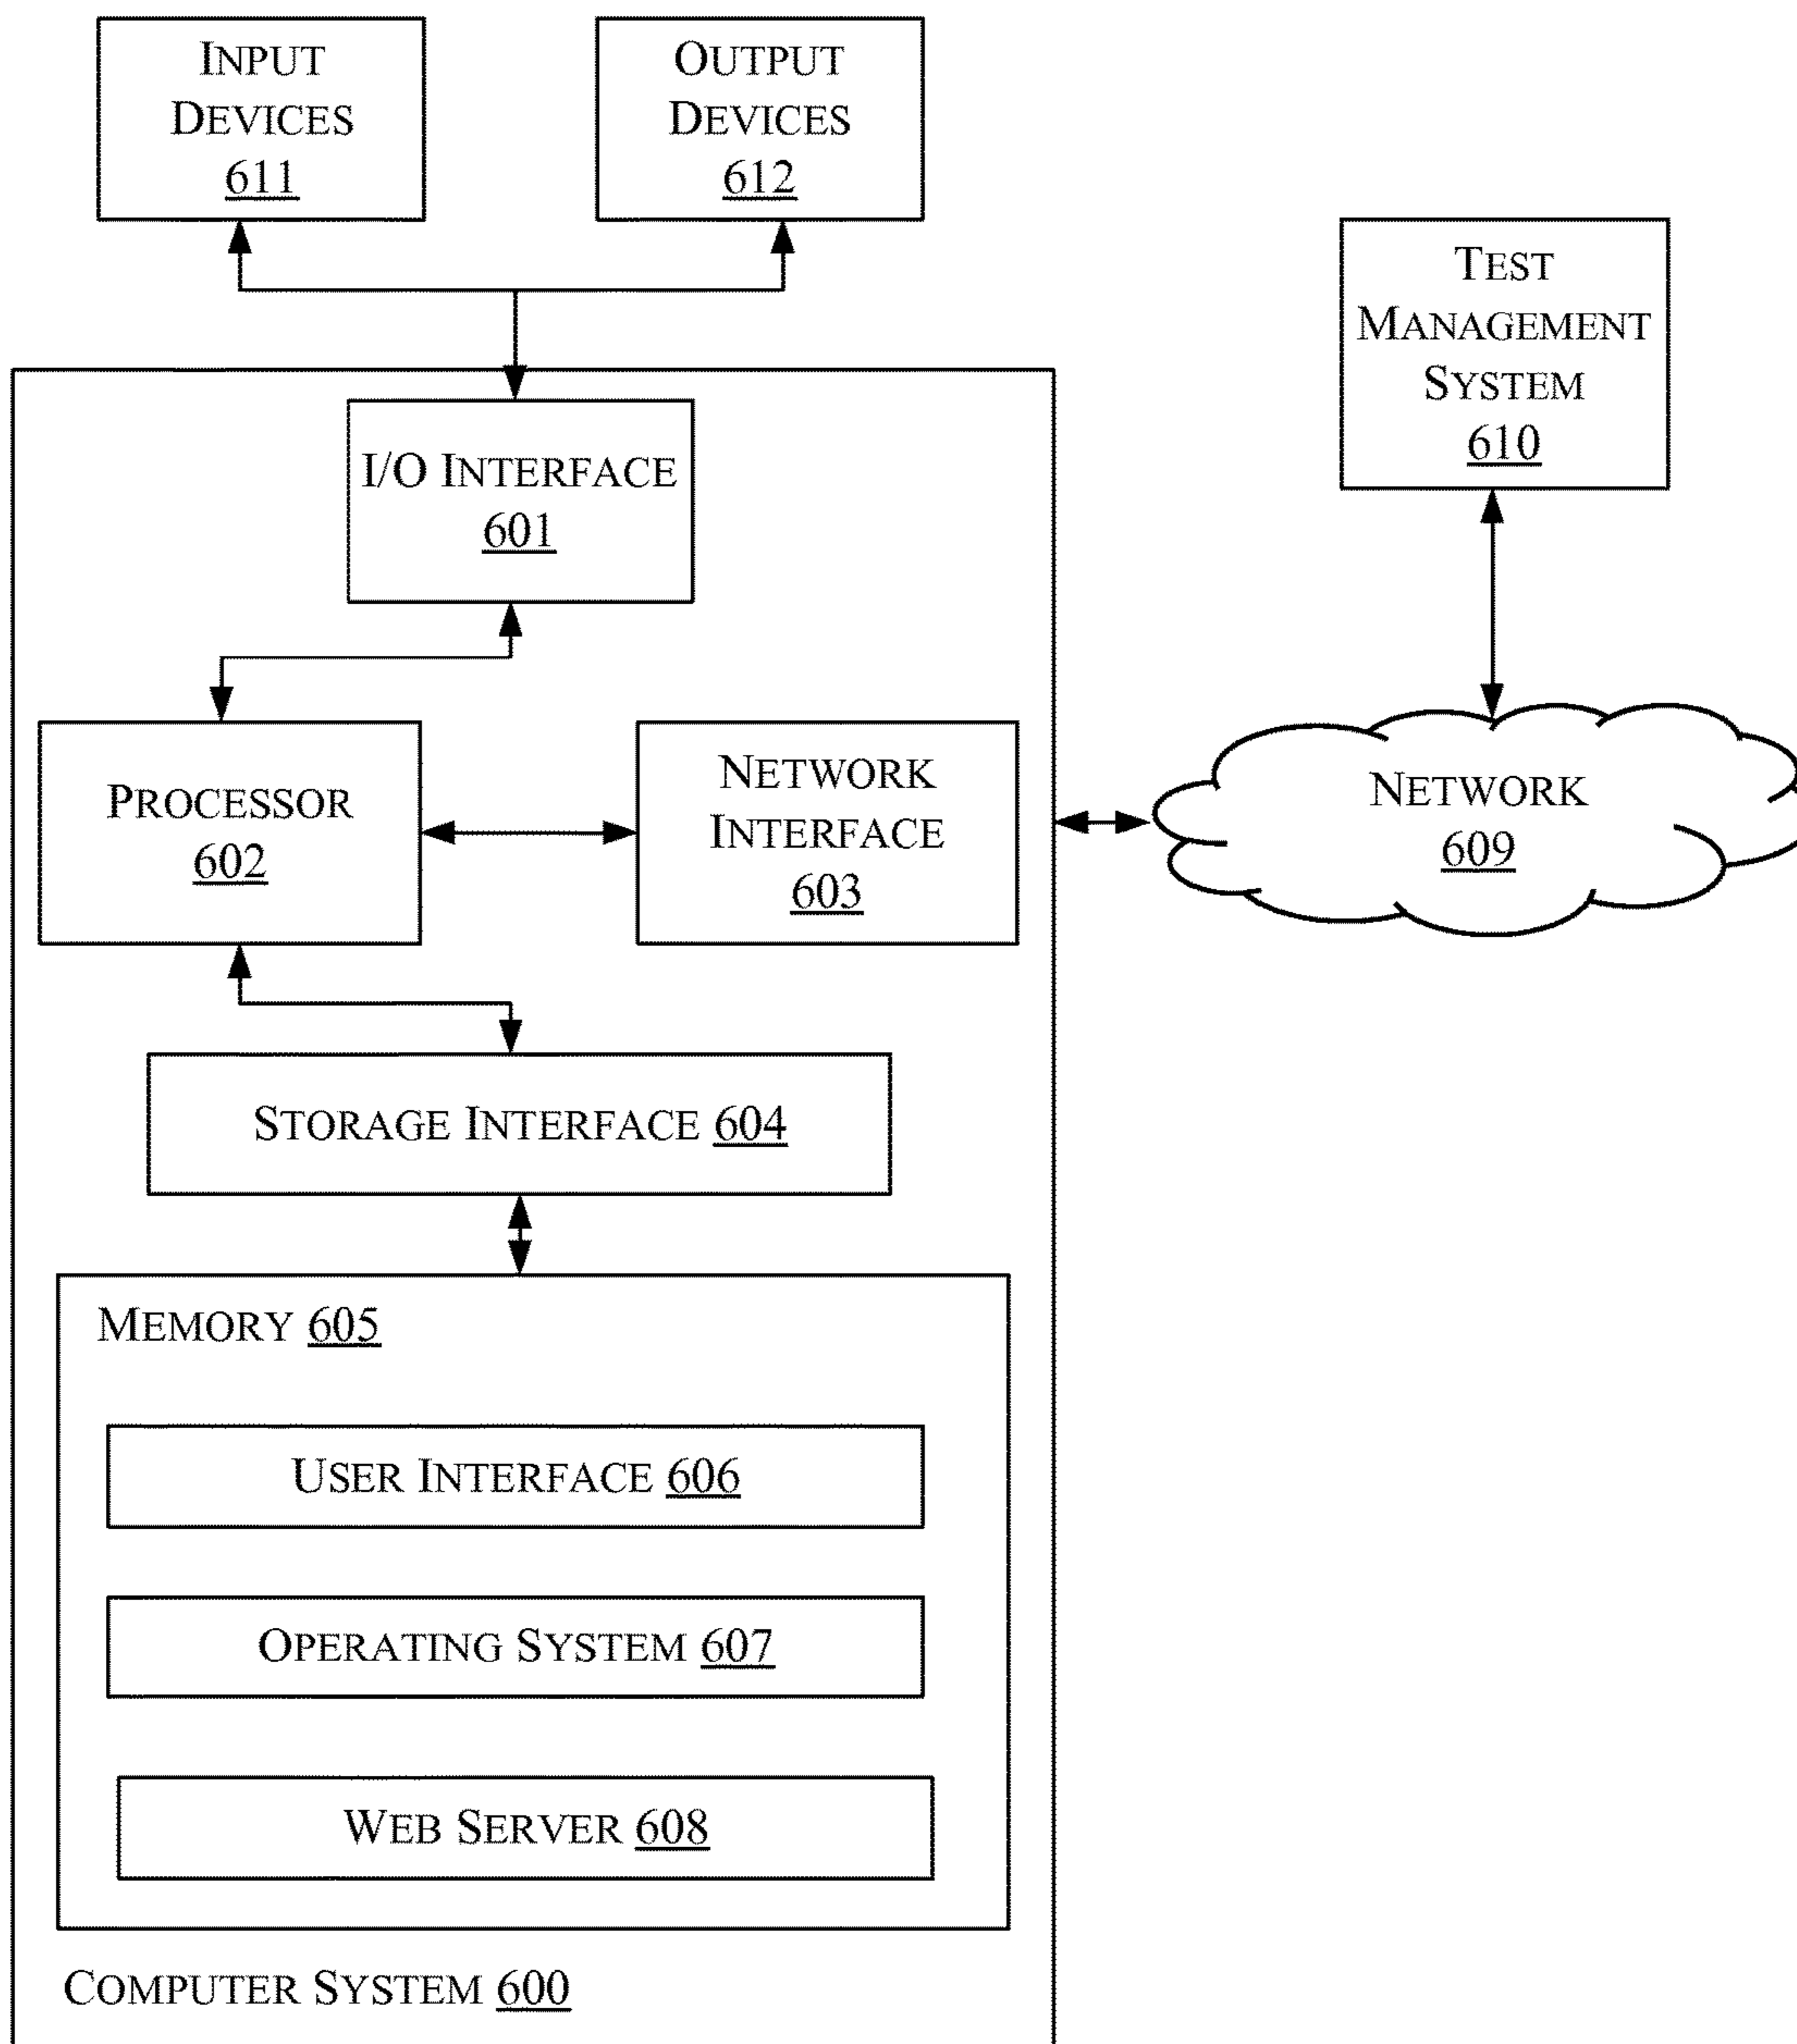 INPUT
DEVICES
611
OUTPUT
DEVICES
612
TEST
MANAGEMENT
SYSTEM
610
I/O INTERFACE
601
PROCESSOR
602
NETWORK
INTERFACE
603
NETWORK
609
STORAGE INTERFACE 604
MEMORY 605
USER INTERFACE 606
OPERATING SYSTEM 607
WEB SERVER 608
COMPUTER SYSTEM 600